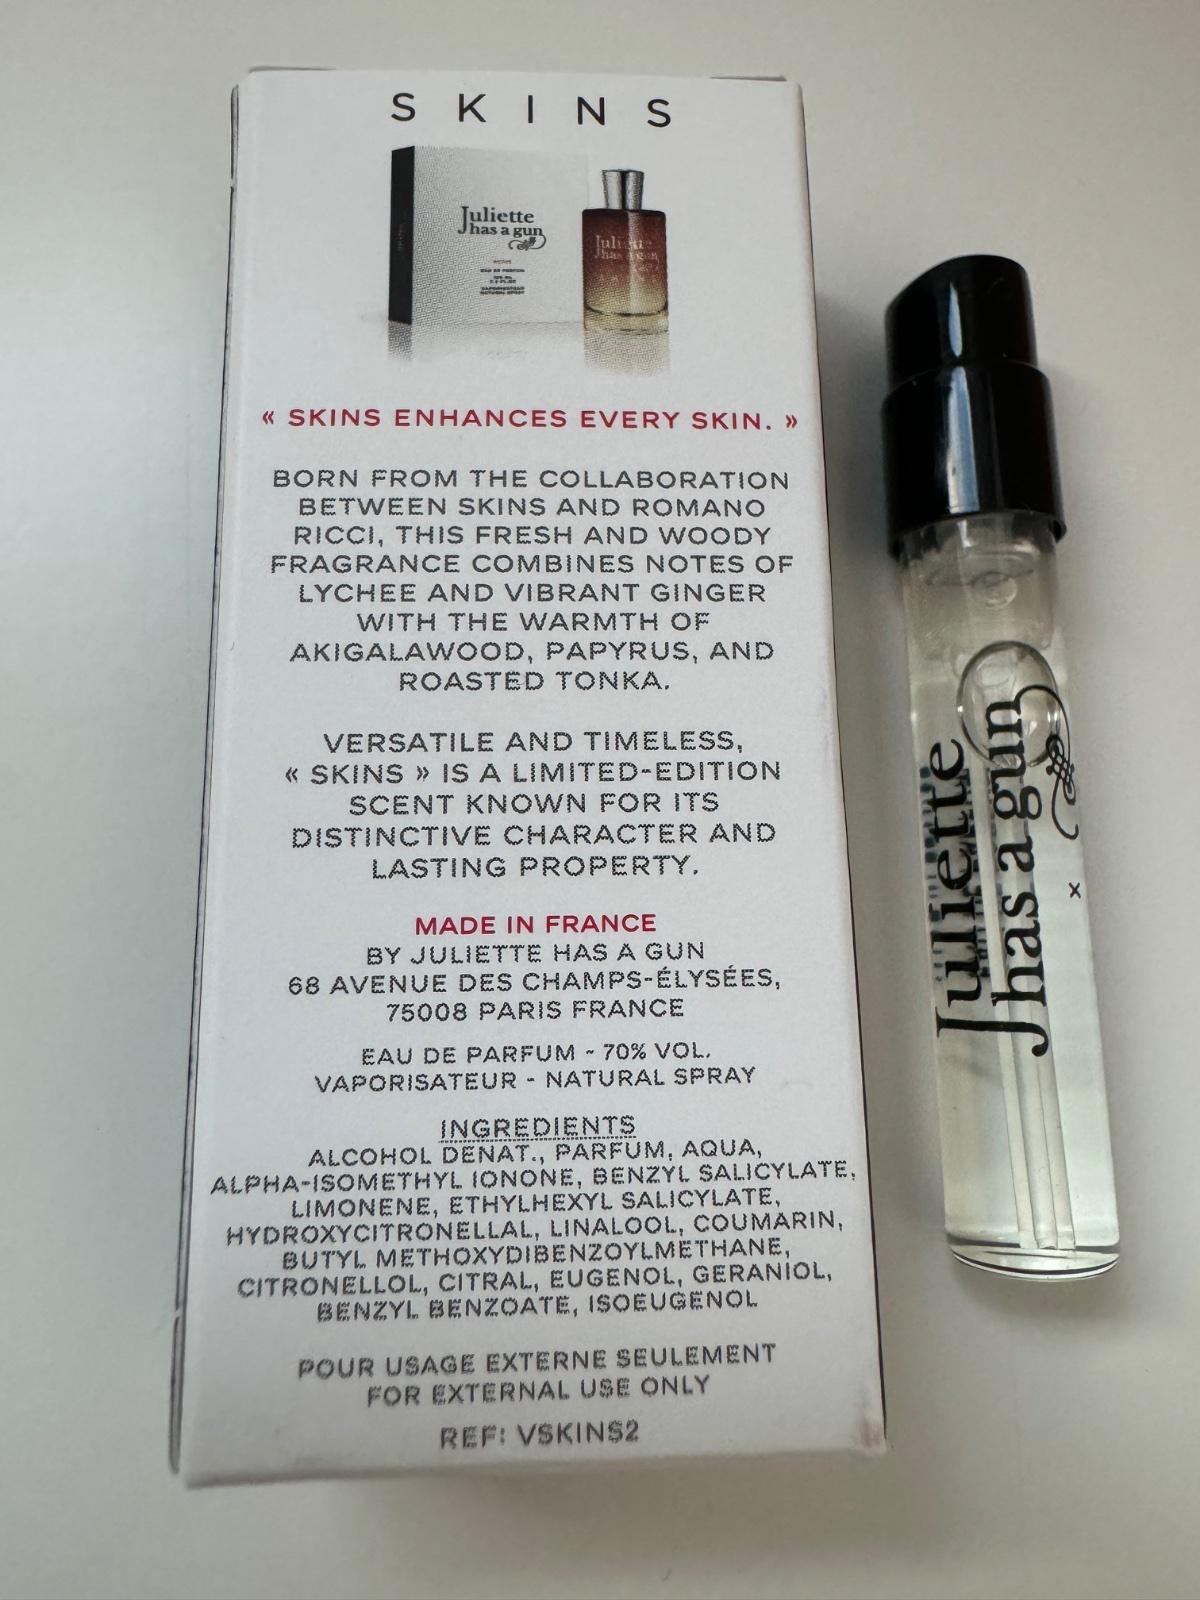 SKINS
Juliette
has a gun
Juliette
has a gun
« SKINS ENHANCES EVERY SKIN. »
BORN FROM THE COLLABORATION
BETWEEN SKINS AND ROMANO
RICCI, THIS FRESH AND WOODY
FRAGRANCE COMBINES NOTES OF
LYCHEE AND VIBRANT GINGER
WITH THE WARMTH OF
AKIGALAWOOD, PAPYRUS, AND
ROASTED TONKA.
VERSATILE AND TIMELESS,
« SKINS » IS A LIMITED-EDITION
SCENT KNOWN FOR ITS
DISTINCTIVE CHARACTER AND
LASTING PROPERTY.
MADE IN FRANCE
BY JULIETTE HAS A GUN
68 AVENUE DES CHAMPS-ÉLYSÉES,
75008 PARIS FRANCE
EAU DE PARFUM ~ 70% VOL.
VAPORISATEUR - NATURAL SPRAY
INGREDIENTS
ALCOHOL DENAT., PARFUM, AQUA,
ALPHA-ISOMETHYL IONONE, BENZYL SALICYLATE,
LIMONENE, ETHYLHEXYL SALICYLATE,
HYDROXYCITRONELLAL, LINALOOL, COUMARIN,
BUTYL METHOXYDIBENZOYLMETHANE,
CITRONELLOL, CITRAL, EUGENOL, GERANIOL,
BENZYL BENZOATE, ISOEUGENOL
POUR USAGE EXTERNE SEULEMENT
FOR EXTERNAL USE ONLY
REF: VSKINS2
Juliette
has a gun
x